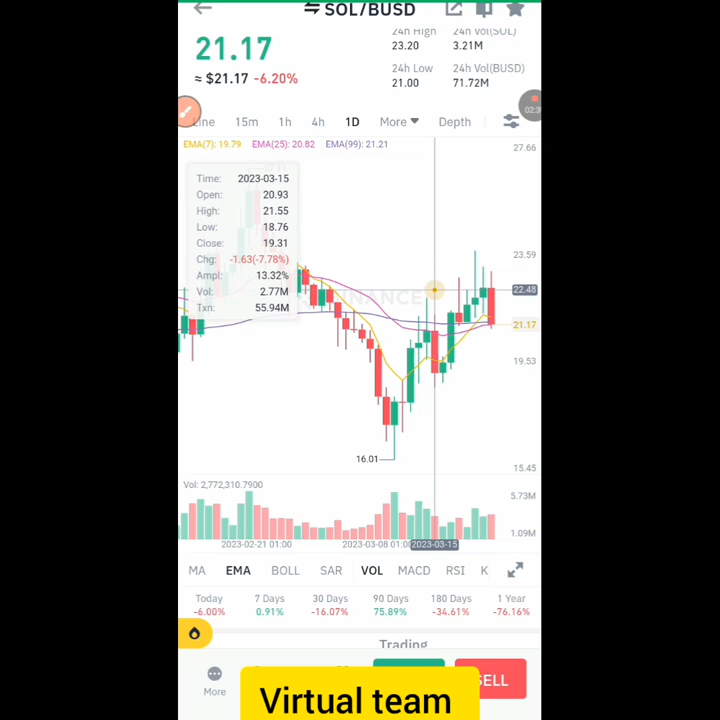 SOL/BUSD
21.17
≈ $21.17 -6.20%
24h High
23.20
24h Vol(SOL)
3.21M
24h Low
21.00
24h Vol(BUSD)
71.72M
Line 15m 1h 4h 1D More Depth
EMA(7): 19.79 EMA(25): 20.82 EMA(99): 21.21
27.66
Time: 2023-03-15
Open: 20.93
High: 21.55
Low: 18.76
Close: 19.31
Chg: -1.63(-7.78%)
Ampl: 13.32%
Vol: 2.77M
Txn: 55.94M
23.59
22.48
21.17
19.53
16.01
15.45
Vol: 2,772,310.7900
5.73M
1.09M
2023-02-21 01:00 2023-03-08 01:00 2023-03-15
MA EMA BOLL SAR VOL MACD RSI K
Today 7 Days 30 Days 90 Days 180 Days 1 Year
-6.00% 0.91% -16.07% 75.89% -34.61% -76.16%
Trading
More
SELL
Virtual team